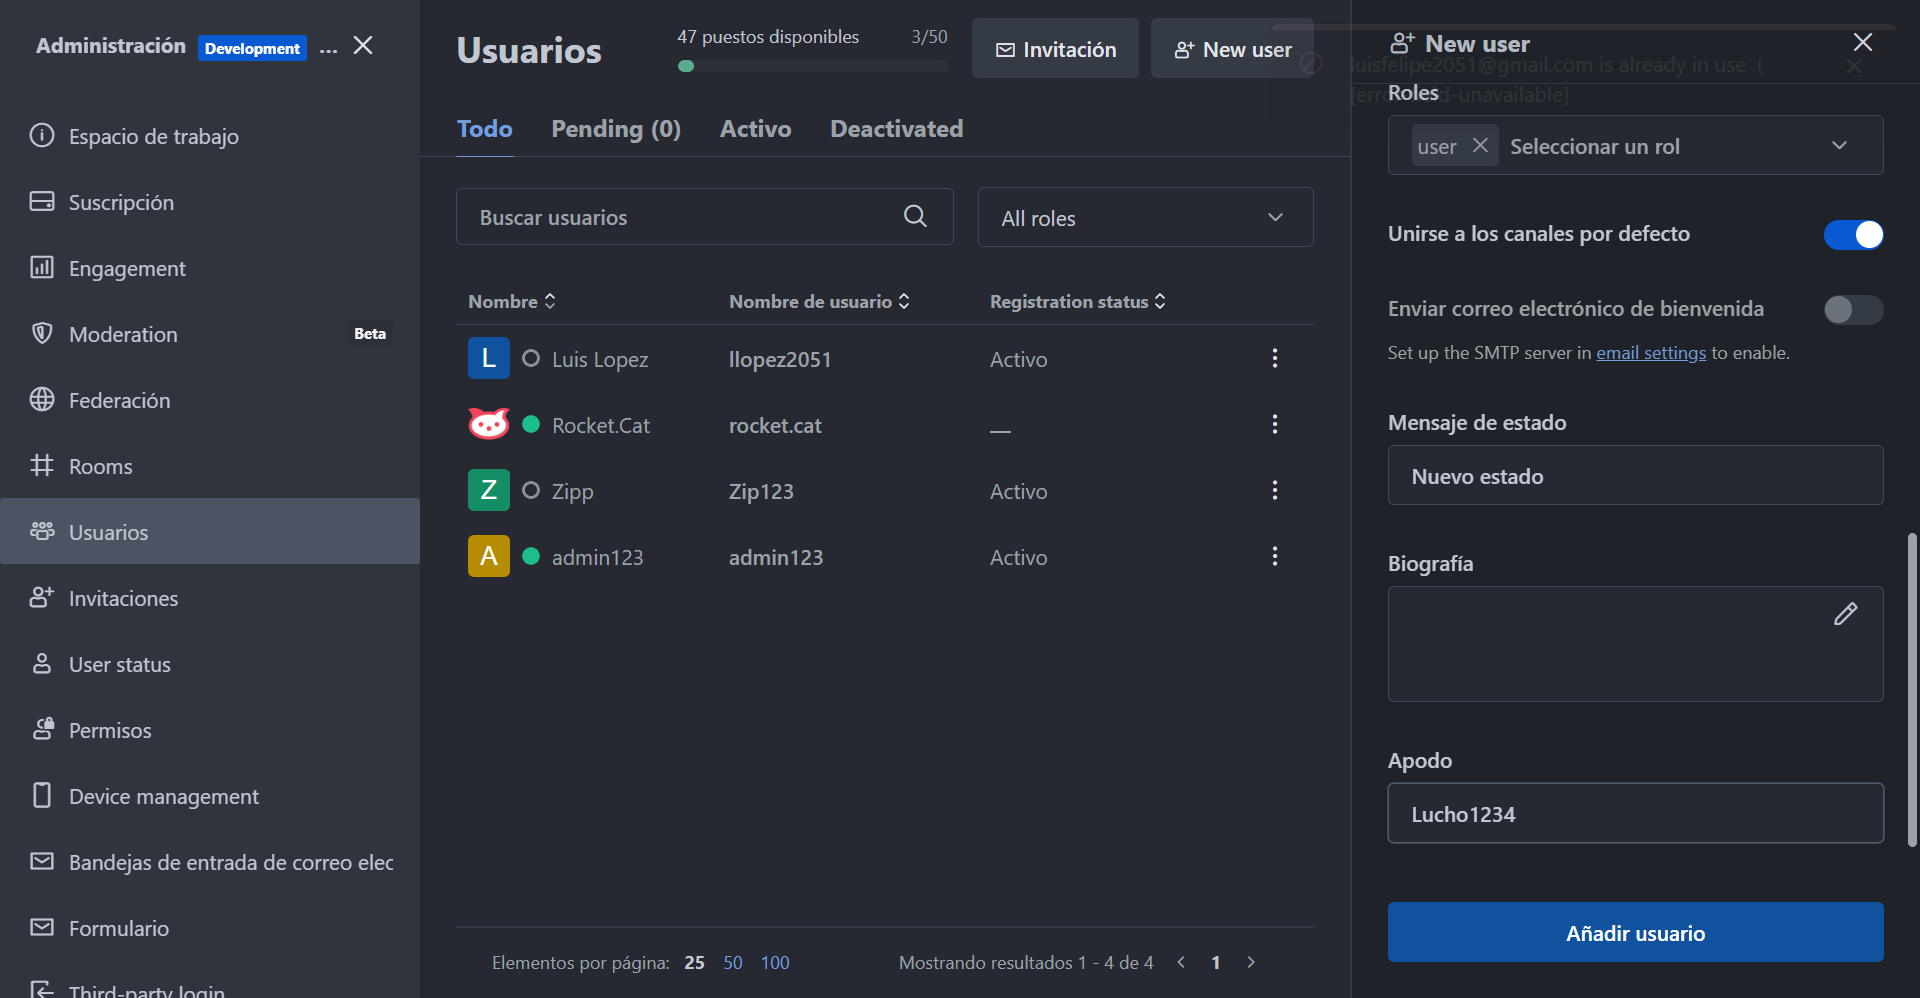 Administración Development ...
Espacio de trabajo
Suscripción
Engagement
Moderation Beta
Federación
Rooms
Usuarios
Invitaciones
User status
Permisos
Device management
Bandejas de entrada de correo elec
Formulario
Third-party login
Usuarios
47 puestos disponibles 3/50
Invitación
New user
Todo Pending (0) Activo Deactivated
Buscar usuarios
All roles
Nombre Nombre de usuario Registration status
L Luis Lopez llopez2051 Activo
Rocket.Cat rocket.cat —
Z Zipp Zip123 Activo
A admin123 admin123 Activo
Elementos por página: 25 50 100
Mostrando resultados 1 - 4 de 4 1
New user
luisfelipe2051@gmail.com is already in use :(
Roles
user Seleccionar un rol
Unirse a los canales por defecto
Enviar correo electrónico de bienvenida
Set up the SMTP server in email settings to enable.
Mensaje de estado
Nuevo estado
Biografía
Apodo
Lucho1234
Añadir usuario